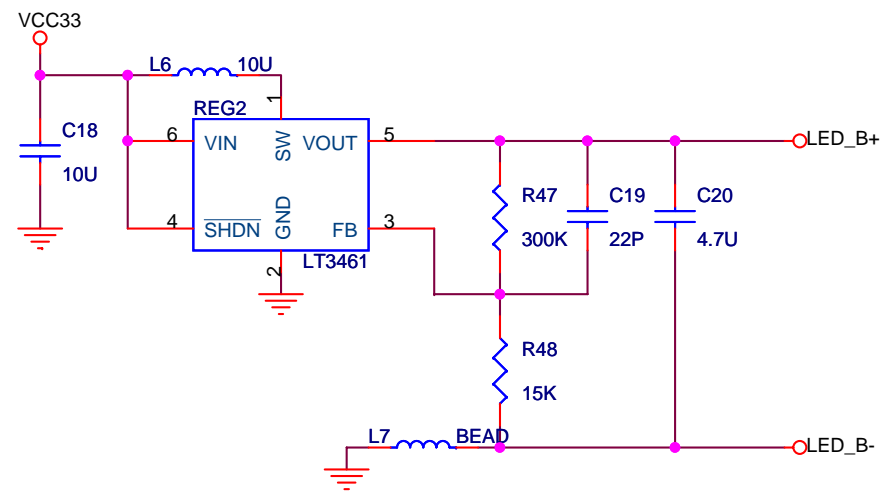 VCC33
L6 10U
1
REG2
C18
10U
6 VIN SW VOUT 5
LED_B+
4 SHDN GND FB 3
LT3461
2
R47
300K
C19
22P
C20
4.7U
R48
15K
L7 BEAD
LED_B-